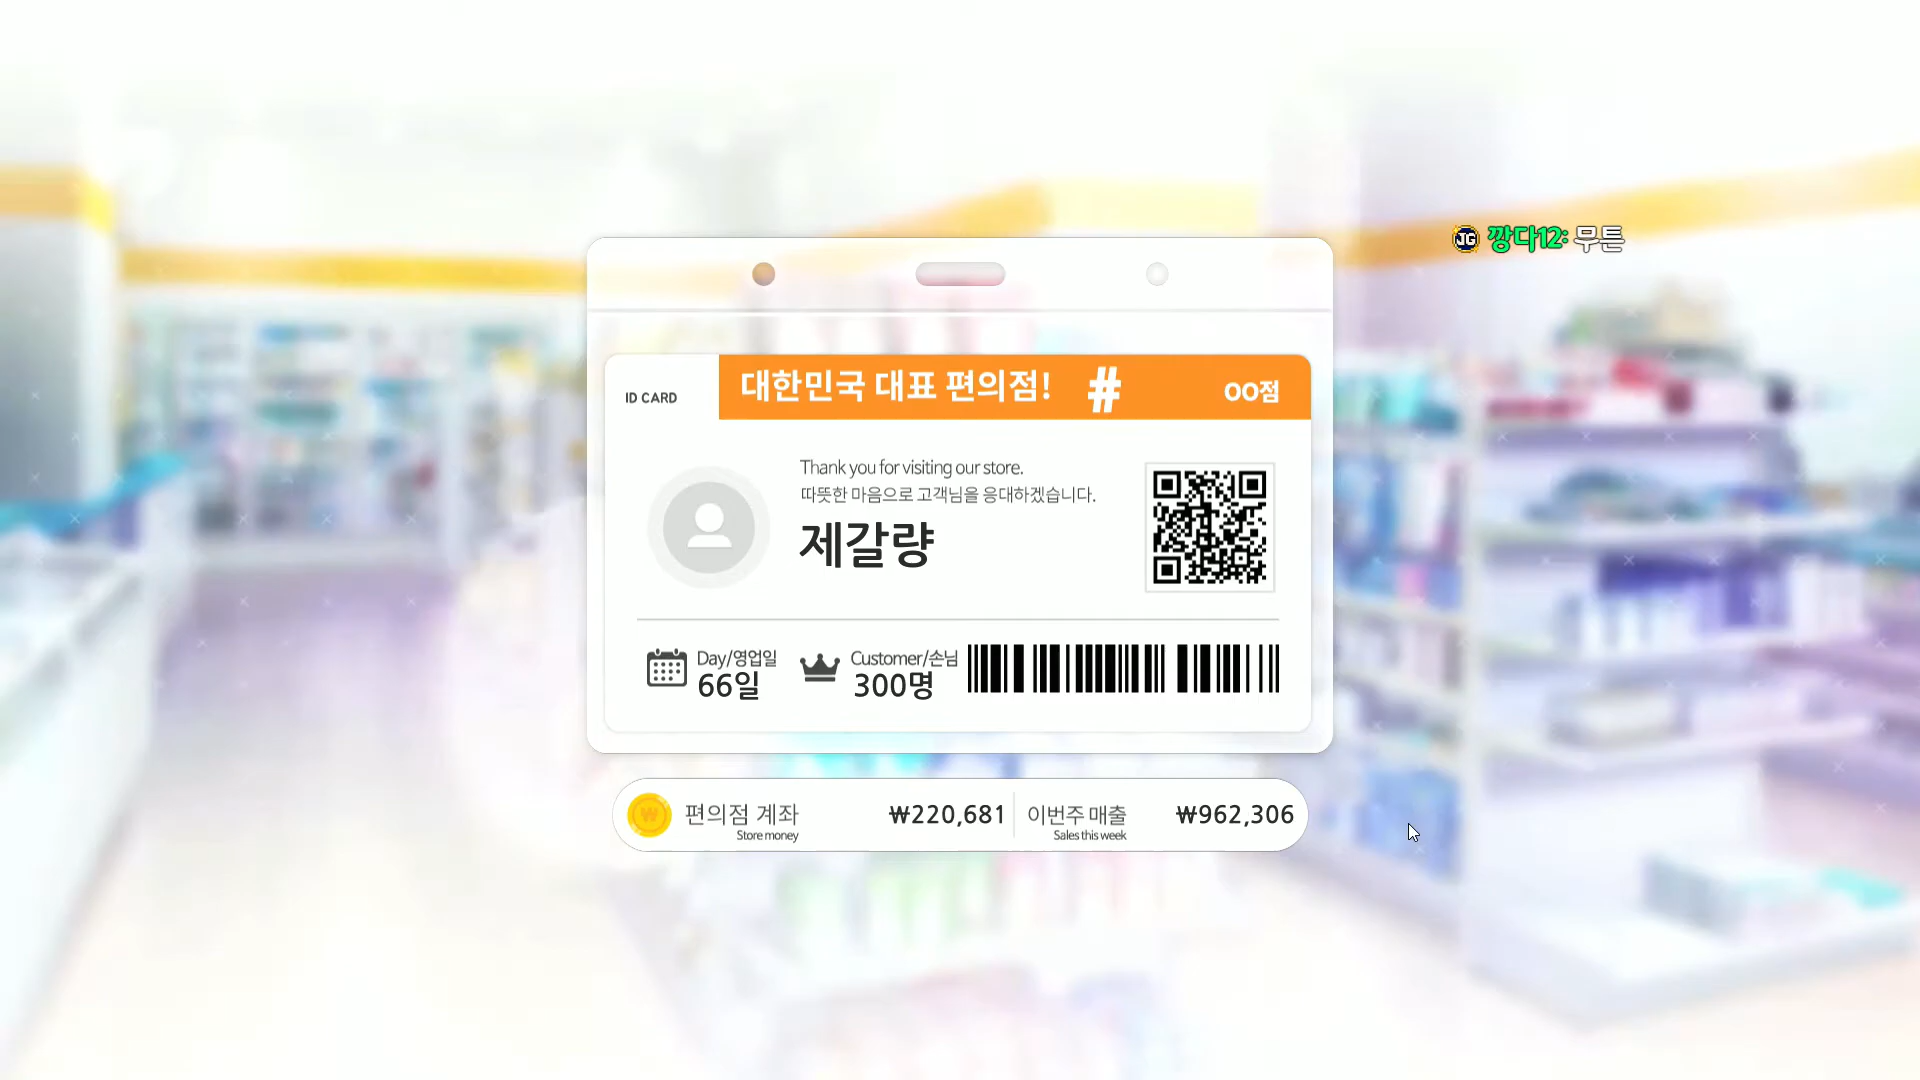 깡다12: 무튼
ID CARD
대한민국 대표 편의점! # OO점
Thank you for visiting our store.
따뜻한 마음으로 고객님을 응대하겠습니다.
제갈량
Day/영업일
66일
Customer/손님
300명
편의점 계좌
Store money
₩220,681
이번주 매출
Sales this week
₩962,306